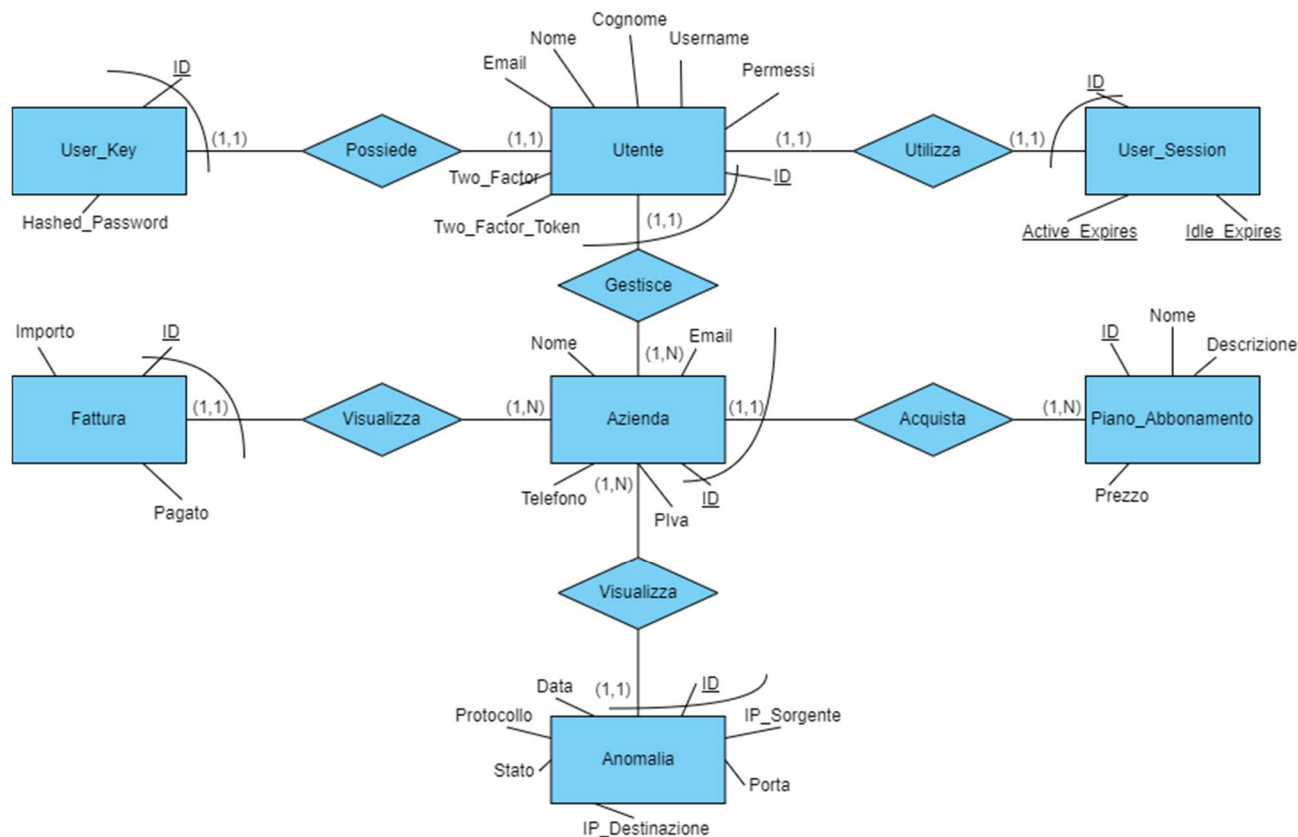 Cognome
Nome
Username
Email
Permessi
ID
ID
User_Key
(1,1)
Possiede
(1,1)
Utente
(1,1)
Utilizza
(1,1)
User_Session
Two_Factor
ID
Hashed_Password
Two_Factor_Token
(1,1)
Active_Expires
Idle_Expires
Gestisce
Importo
ID
Nome
(1,N)
Email
ID
Nome
Descrizione
Fattura
(1,1)
Visualizza
(1,N)
Azienda
(1,1)
Acquista
(1,N)
Piano_Abbonamento
Pagato
Telefono
(1,N)
PIva
ID
Prezzo
Visualizza
Data
(1,1)
ID
Protocollo
IP_Sorgente
Anomalia
Stato
Porta
IP_Destinazione